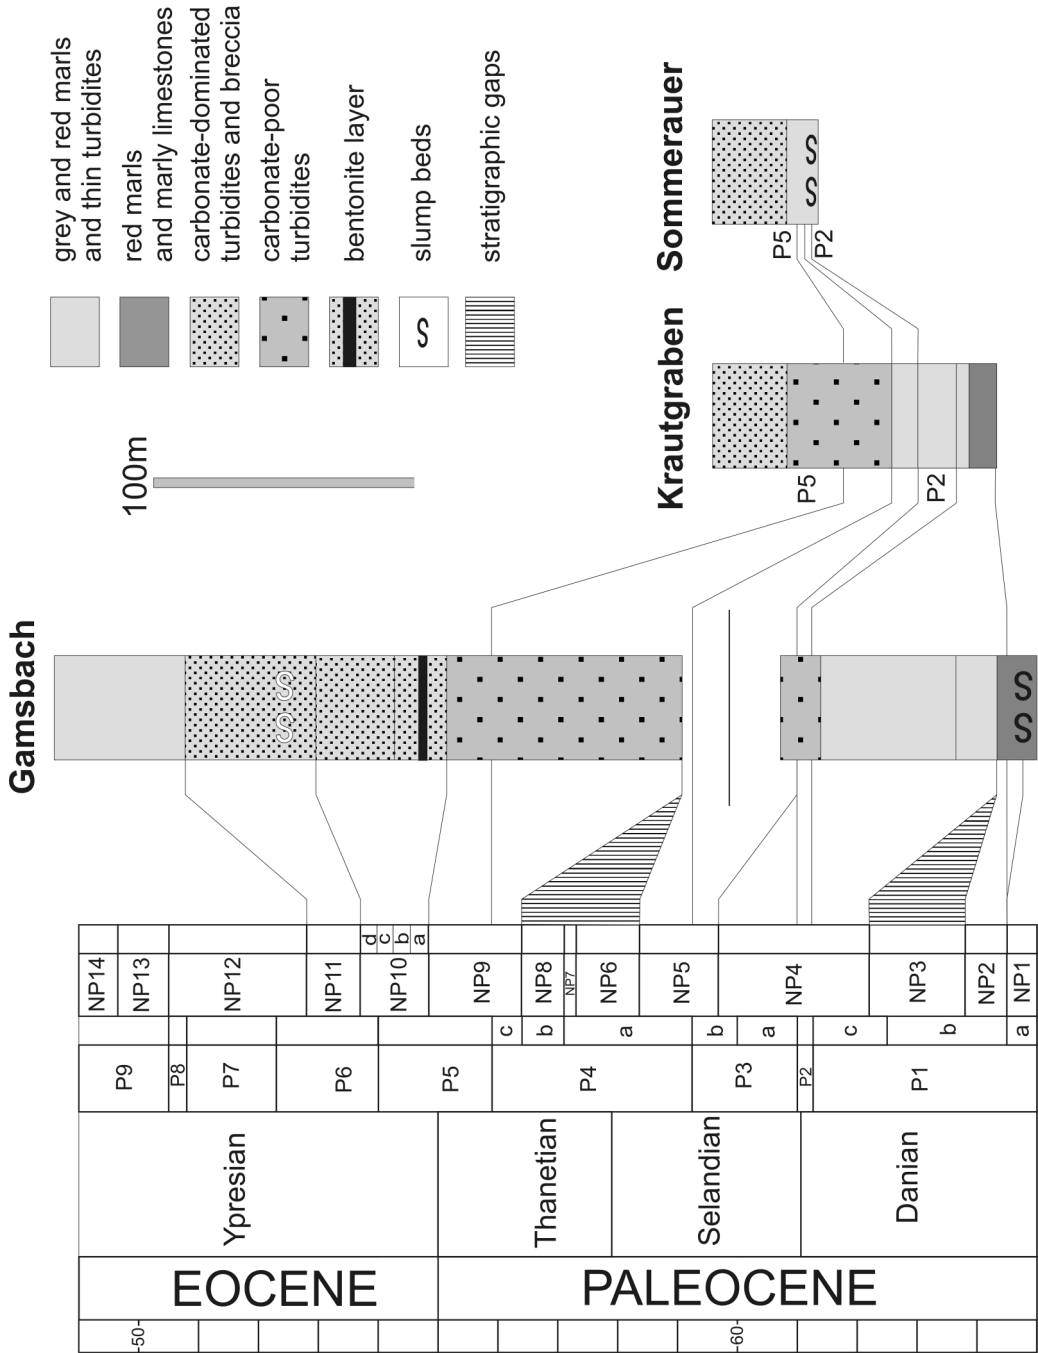 Gamsbach
Krautgraben
Sommerauer
100m
grey and red marls
and thin turbidites
red marls
and marly limestones
carbonate-dominated
turbidites and breccia
carbonate-poor
turbidites
bentonite layer
slump beds
stratigraphic gaps
S
S S
S S
S S
P5
P2
P5
P2
NP14
NP13
NP12
NP11
NP10
d
c
b
a
NP9
NP8
NP7
NP6
NP5
NP4
NP3
NP2
NP1
c
b
a
b
a
c
b
a
P9
P8
P7
P6
P5
P4
P3
P2
P1
Ypresian
Thanetian
Selandian
Danian
EOCENE
PALEOCENE
-50-
-60-